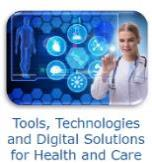 Tools, Technologies
and Digital Solutions
for Health and Care